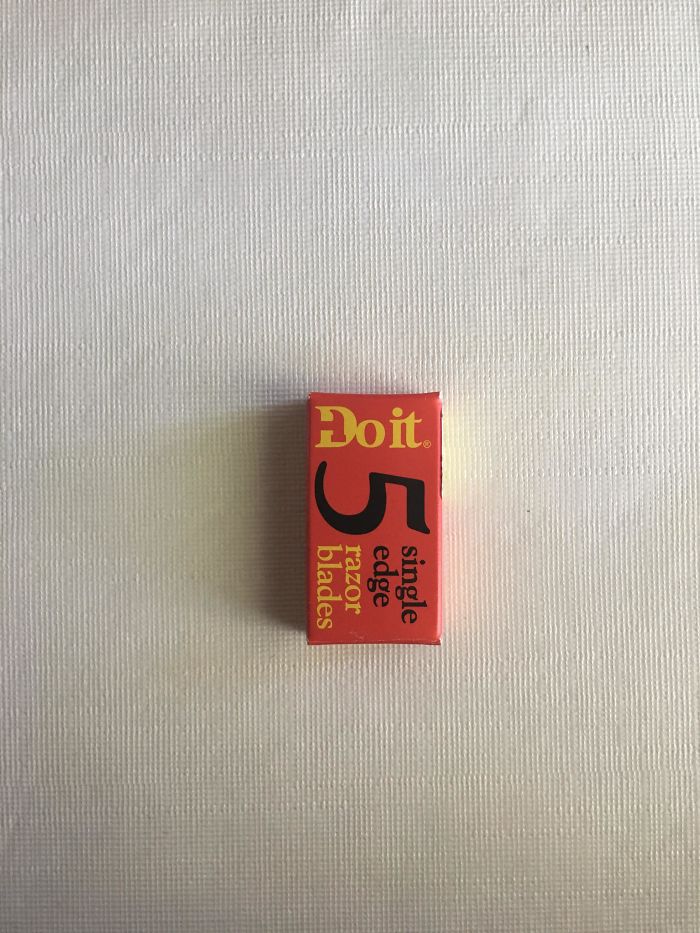 Do it®
5
single
edge
razor
blades